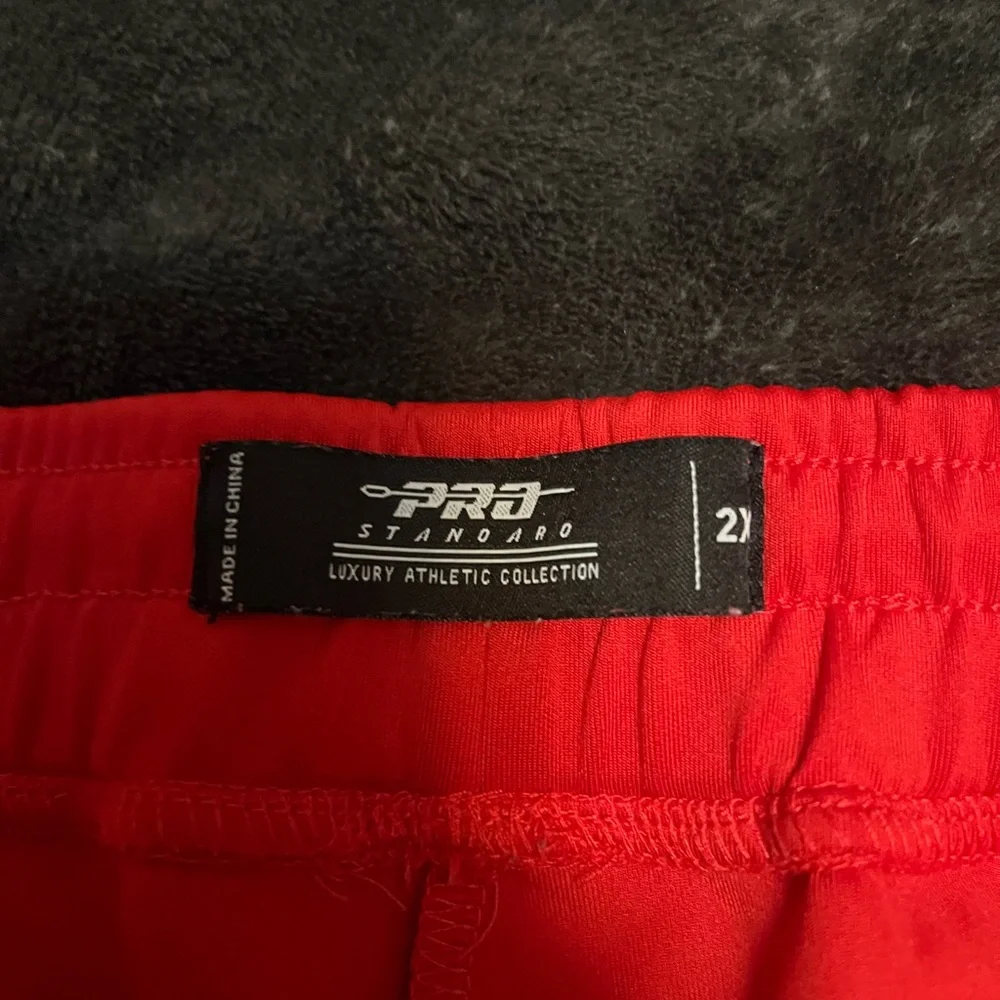 MADE IN CHINA
PRO
STANDARD
LUXURY ATHLETIC COLLECTION
2X